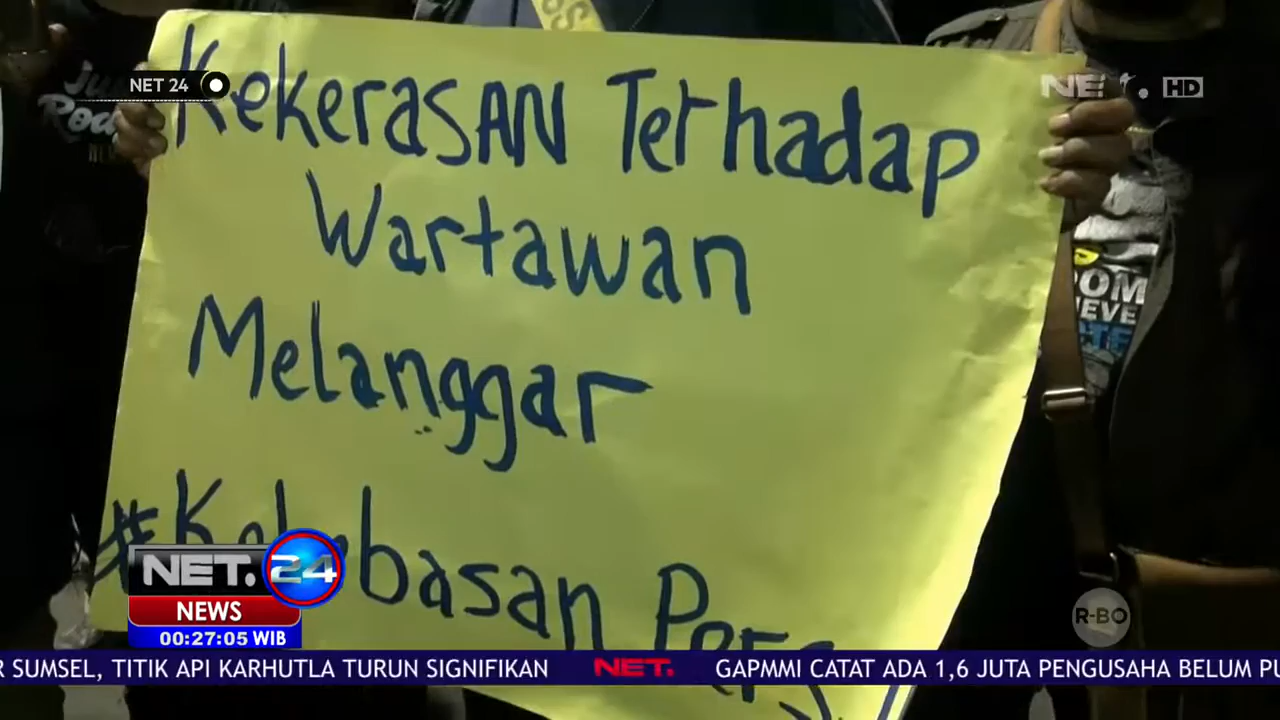 KekerasAN Terhadap
Wartawan
Melanggar
#Kebebasan Pers
NET 24
NET. HD
NET. 24
NEWS
00:27:05 WIB
R-BO
SUMSEL, TITIK API KARHUTLA TURUN SIGNIFIKAN NET. GAPMMI CATAT ADA 1,6 JUTA PENGUSAHA BELUM